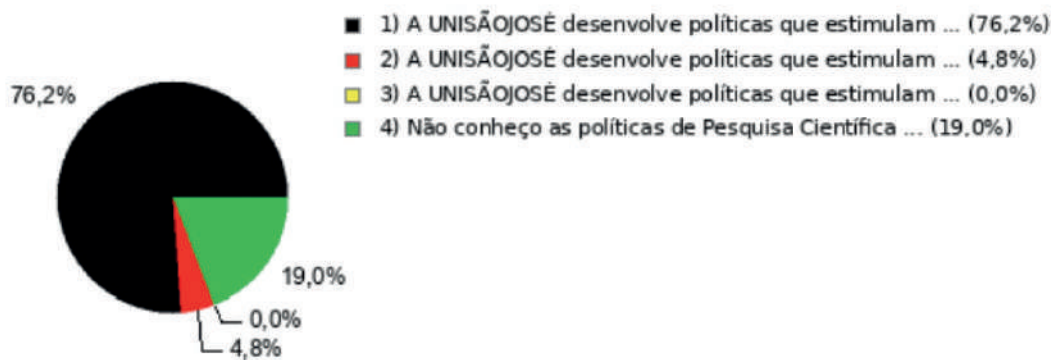 1) A UNISÃOJOSÉ desenvolve políticas que estimulam ... (76,2%)
2) A UNISÃOJOSÉ desenvolve políticas que estimulam ... (4,8%)
3) A UNISÃOJOSÉ desenvolve políticas que estimulam ... (0,0%)
4) Não conheço as políticas de Pesquisa Científica ... (19,0%)
76,2%
19,0%
0,0%
4,8%